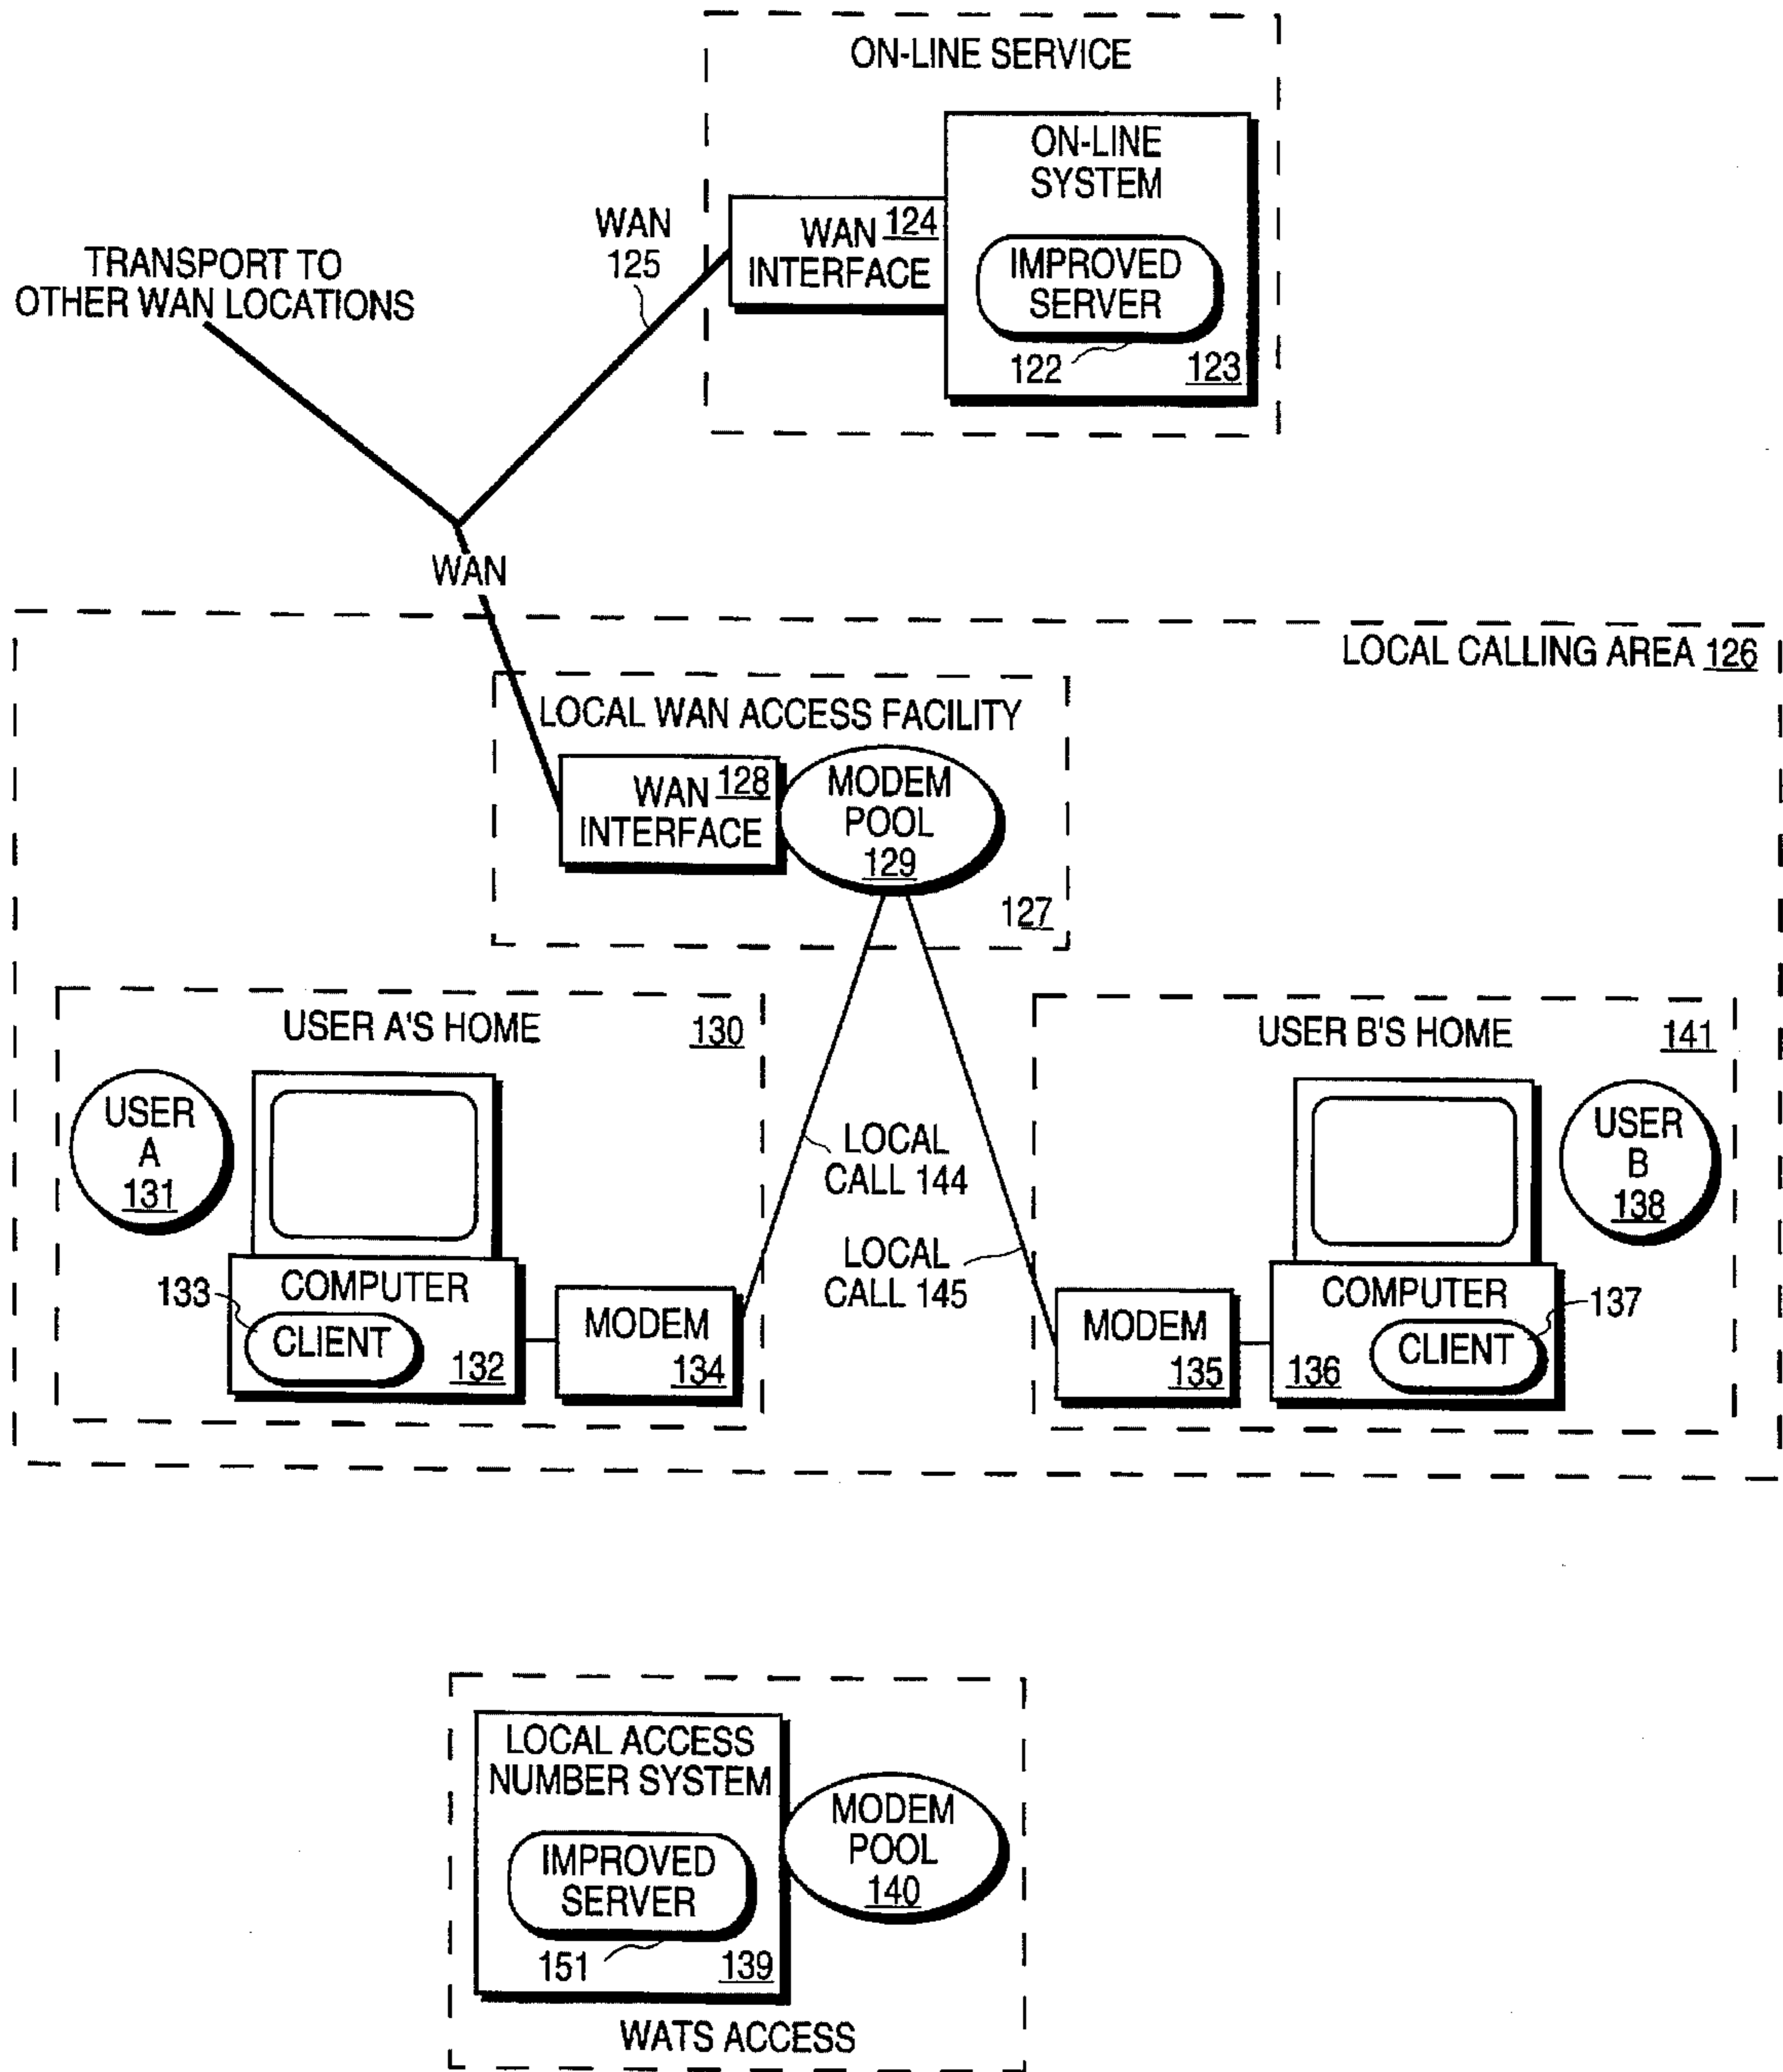 ON-LINE SERVICE
ON-LINE
SYSTEM
WAN
125
WAN 124
INTERFACE
IMPROVED
SERVER
122
123
TRANSPORT TO
OTHER WAN LOCATIONS
WAN
LOCAL CALLING AREA 126
LOCAL WAN ACCESS FACILITY
WAN 128
INTERFACE
MODEM
POOL
129
127
USER A'S HOME 130
USER
A
131
COMPUTER
133
CLIENT
132
MODEM
134
LOCAL
CALL 144
LOCAL
CALL 145
USER B'S HOME 141
USER
B
138
COMPUTER
137
CLIENT
136
MODEM
135
LOCAL ACCESS
NUMBER SYSTEM
IMPROVED
SERVER
151
139
MODEM
POOL
140
WATS ACCESS